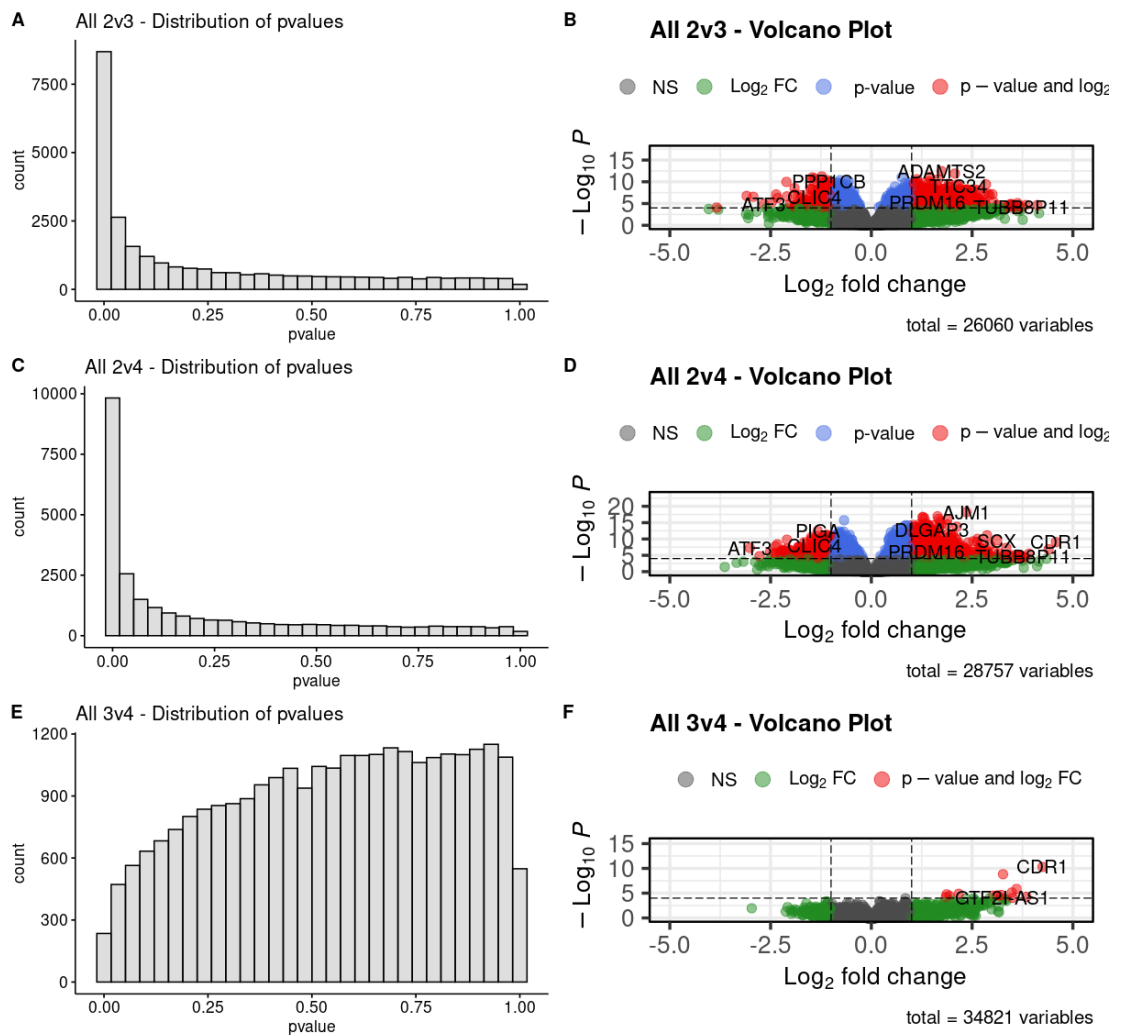 A
All 2v3 - Distribution of pvalues
7500
5000
2500
0
count
0.00 0.25 0.50 0.75 1.00
pvalue
B
All 2v3 - Volcano Plot
NS Log2 FC p-value p − value and log2
15
10
5
0
− Log10 P
ADAMTS2
PPP1CB
TTC34
CLIC4
PRDM16
ATF3
TUBB8P11
-5.0 -2.5 0.0 2.5 5.0
Log2 fold change
total = 26060 variables
C
All 2v4 - Distribution of pvalues
10000
7500
5000
2500
0
count
0.00 0.25 0.50 0.75 1.00
pvalue
D
All 2v4 - Volcano Plot
NS Log2 FC p-value p − value and log2
20
15
10
5
0
− Log10 P
AJM1
PIGA
DLGAP3
SCX
CDR1
ATF3
CLIC4
PRDM16
TUBB8P11
-5.0 -2.5 0.0 2.5 5.0
Log2 fold change
total = 28757 variables
E
All 3v4 - Distribution of pvalues
1200
900
600
300
0
count
0.00 0.25 0.50 0.75 1.00
pvalue
F
All 3v4 - Volcano Plot
NS Log2 FC p − value and log2 FC
15
10
5
0
− Log10 P
CDR1
GTF2I-AS1
-5.0 -2.5 0.0 2.5 5.0
Log2 fold change
total = 34821 variables